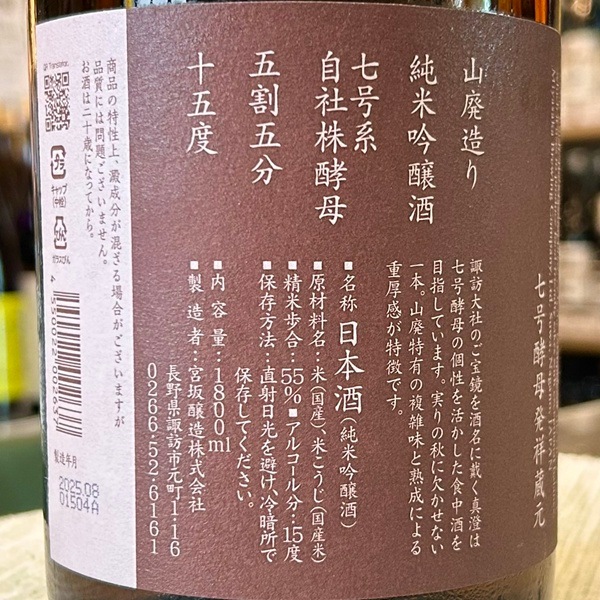 七号酵母発祥蔵元
山廃造り
純米吟醸酒
七号系
自社株酵母
五割五分
十五度
諏訪大社のご宝鏡を酒名に戴く真澄は
七号酵母の個性を活かした食中酒を
目指しています。実りの秋に欠かせない
一本。山廃特有の複雑味と熟成による
重厚感が特徴です。
■名称 日本酒(純米吟醸酒)
■原材料名:米(国産)、米こうじ(国産米)
■精米歩合:55% ■アルコール分:15度
■保存方法:直射日光を避け、冷暗所で
保存してください。
■内容量:1800ml
■製造者:宮坂醸造株式会社
長野県諏訪市元町1-16
0266-52-6161
商品の特性上、澱成分が混ざる場合がございますが
品質には問題ございません。
お酒は二十歳になってから。
QR Translator.
プラ
キャップ
(中栓)
ガラスびん
製造年月
2025.08
01504A